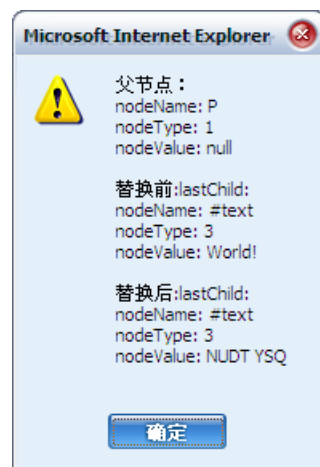 Microsoft Internet Explorer
父节点：
nodeName: P
nodeType: 1
nodeValue: null
替换前:lastChild:
nodeName: #text
nodeType: 3
nodeValue: World!
替换后:lastChild:
nodeName: #text
nodeType: 3
nodeValue: NUDT YSQ
确定